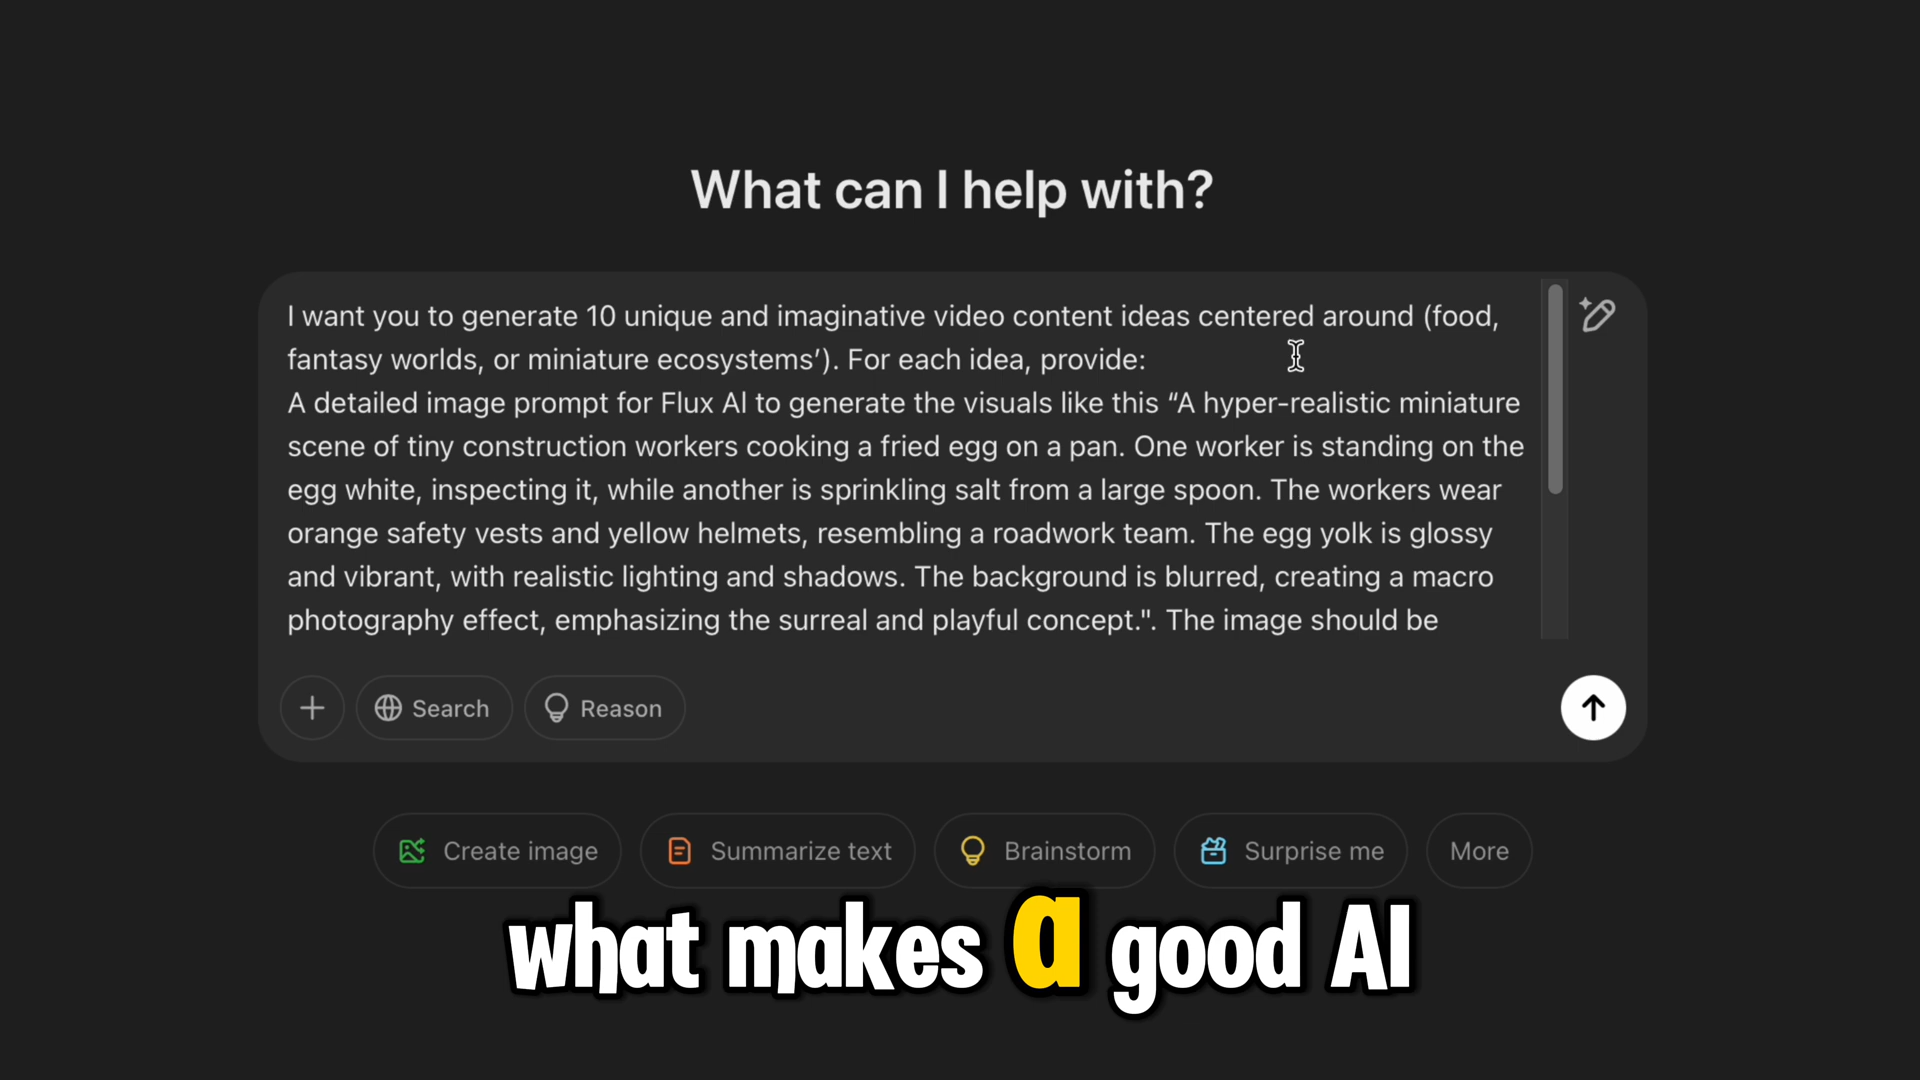 What can I help with?
I want you to generate 10 unique and imaginative video content ideas centered around (food,
fantasy worlds, or miniature ecosystems’). For each idea, provide:
A detailed image prompt for Flux AI to generate the visuals like this “A hyper-realistic miniature
scene of tiny construction workers cooking a fried egg on a pan. One worker is standing on the
egg white, inspecting it, while another is sprinkling salt from a large spoon. The workers wear
orange safety vests and yellow helmets, resembling a roadwork team. The egg yolk is glossy
and vibrant, with realistic lighting and shadows. The background is blurred, creating a macro
photography effect, emphasizing the surreal and playful concept.". The image should be
Search Reason
Create image Summarize text Brainstorm Surprise me More
what makes a good AI